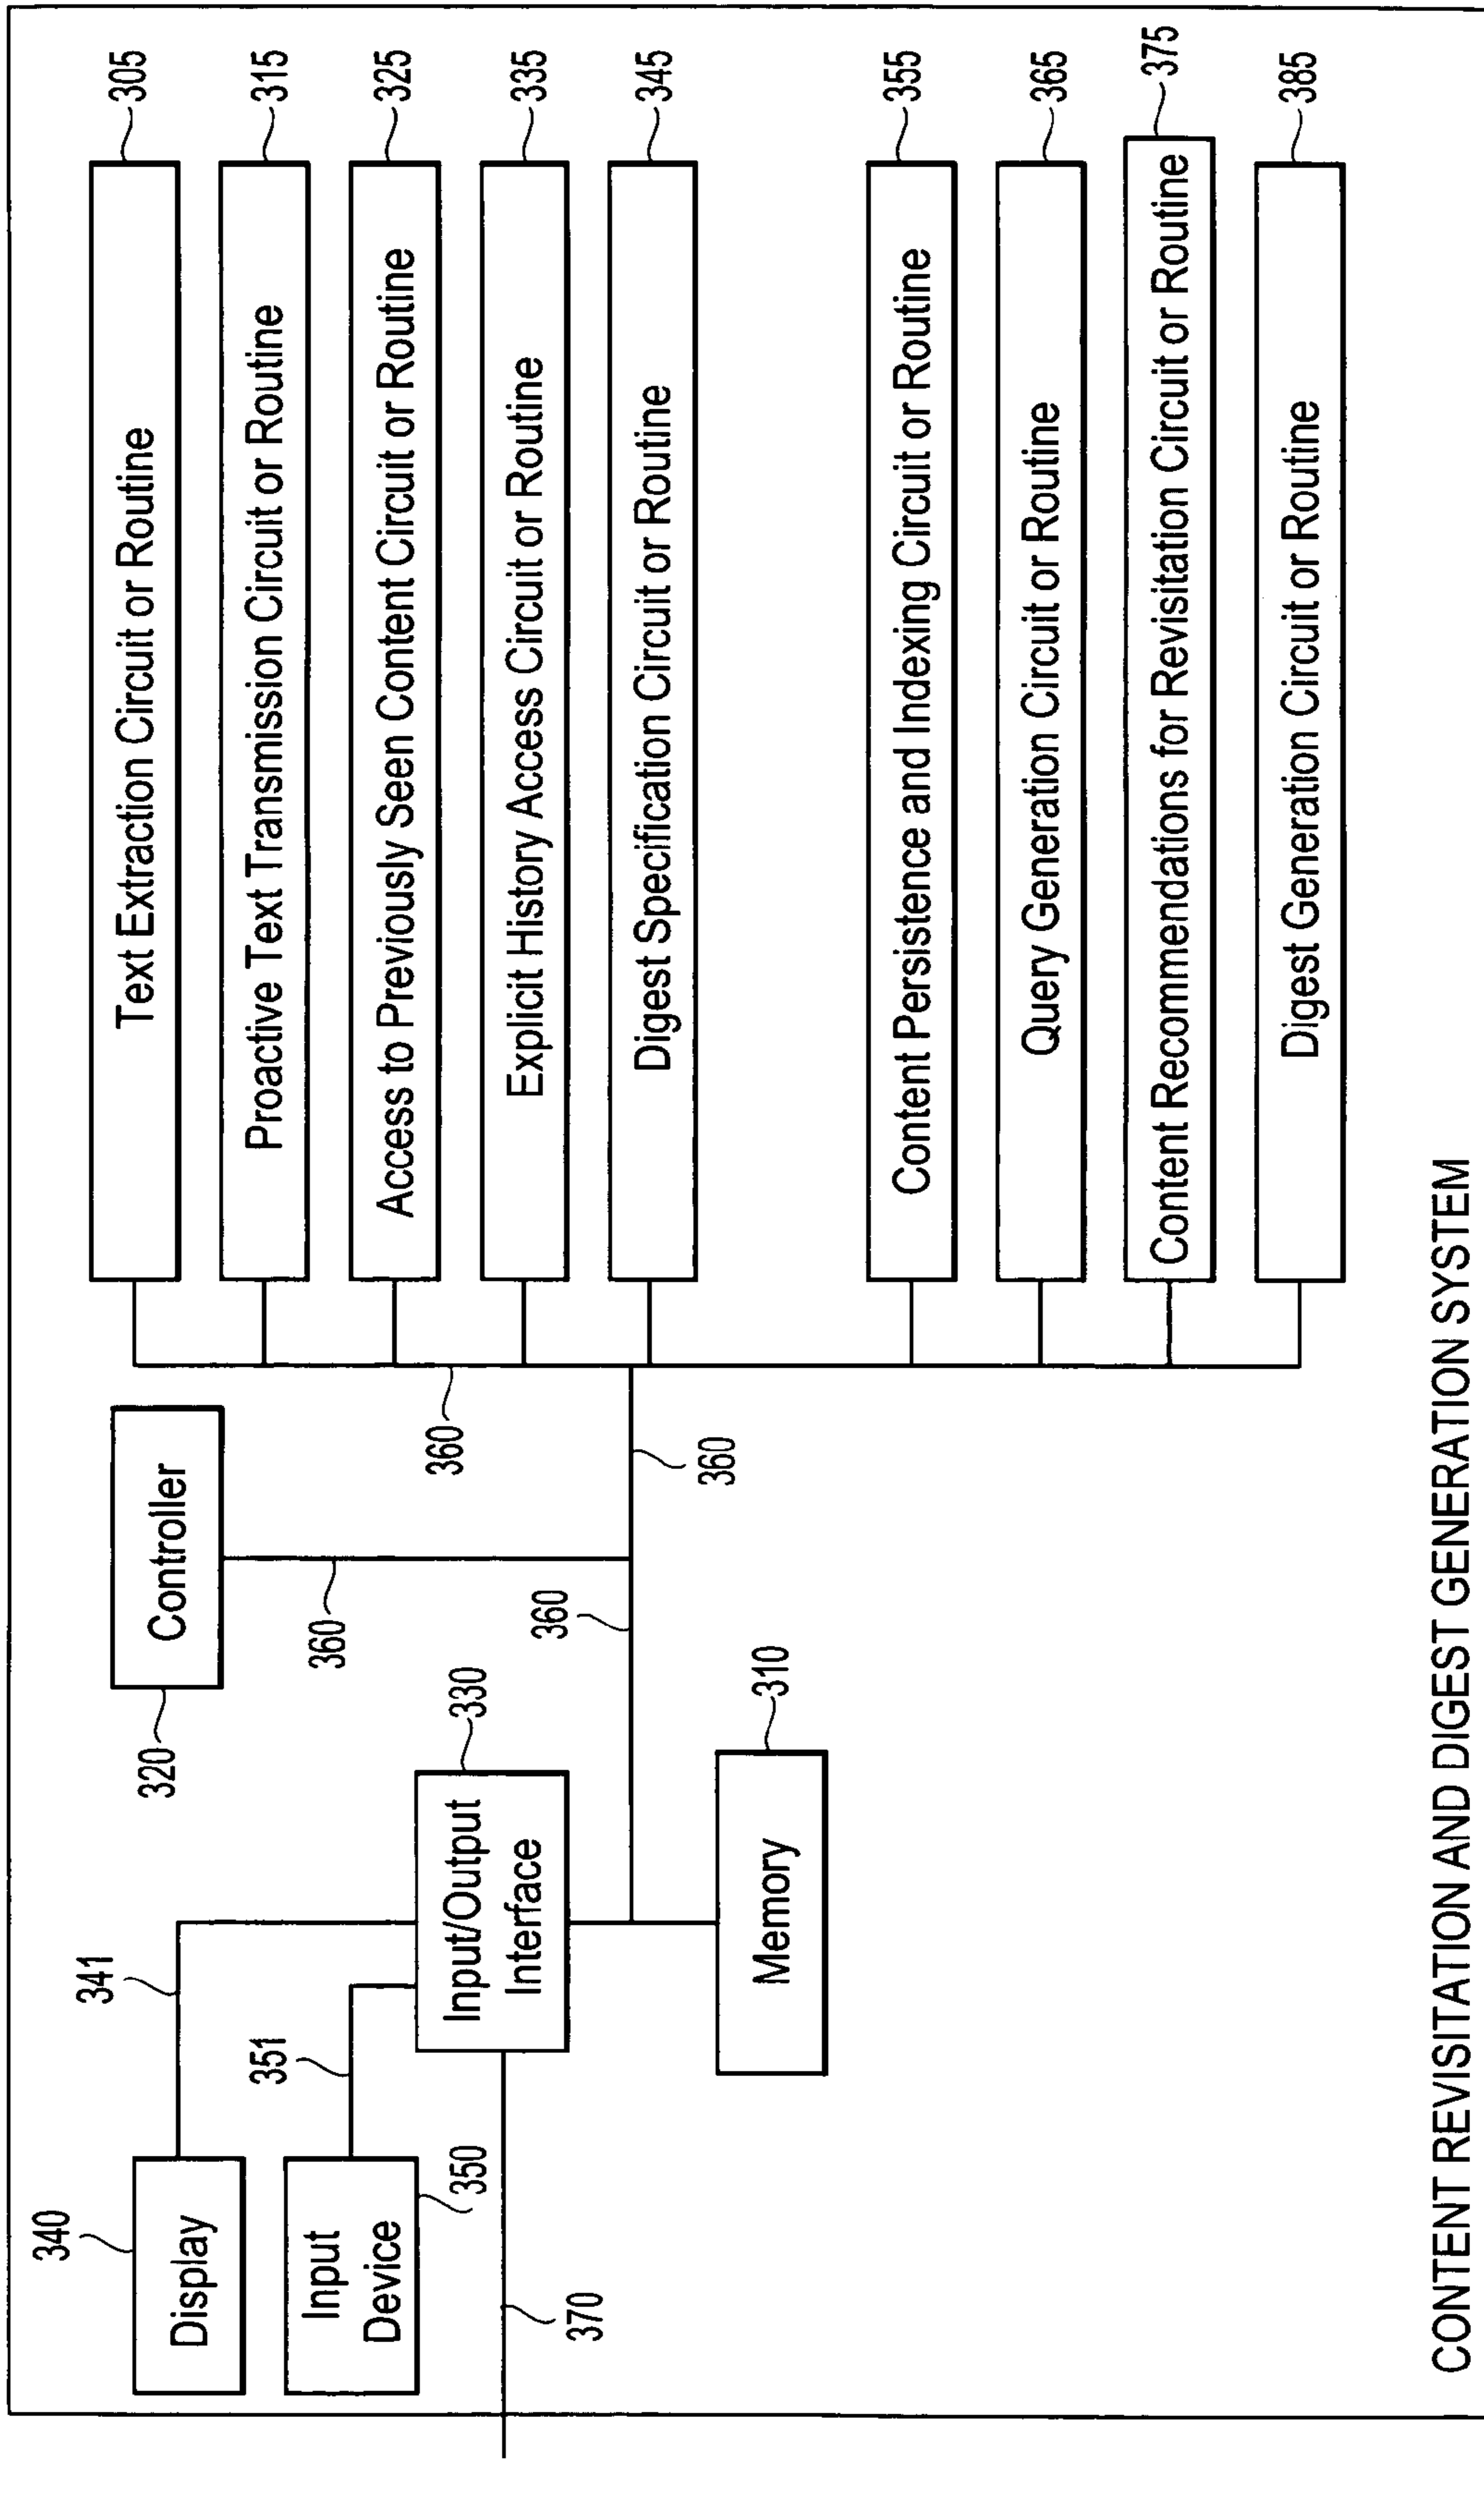 340
Display
341
Input
Device
350
351
370
Input/Output
Interface
330
Memory
310
320
Controller
360
360
360
360
Text Extraction Circuit or Routine
305
Proactive Text Transmission Circuit or Routine
315
Access to Previously Seen Content Circuit or Routine
325
Explicit History Access Circuit or Routine
335
Digest Specification Circuit or Routine
345
Content Persistence and Indexing Circuit or Routine
355
Query Generation Circuit or Routine
365
Content Recommendations for Revisitation Circuit or Routine
375
Digest Generation Circuit or Routine
385
CONTENT REVISITATION AND DIGEST GENERATION SYSTEM